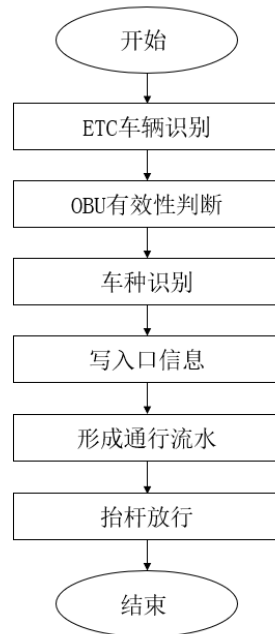 开始
ETC车辆识别
OBU有效性判断
车种识别
写入口信息
形成通行流水
抬杆放行
结束